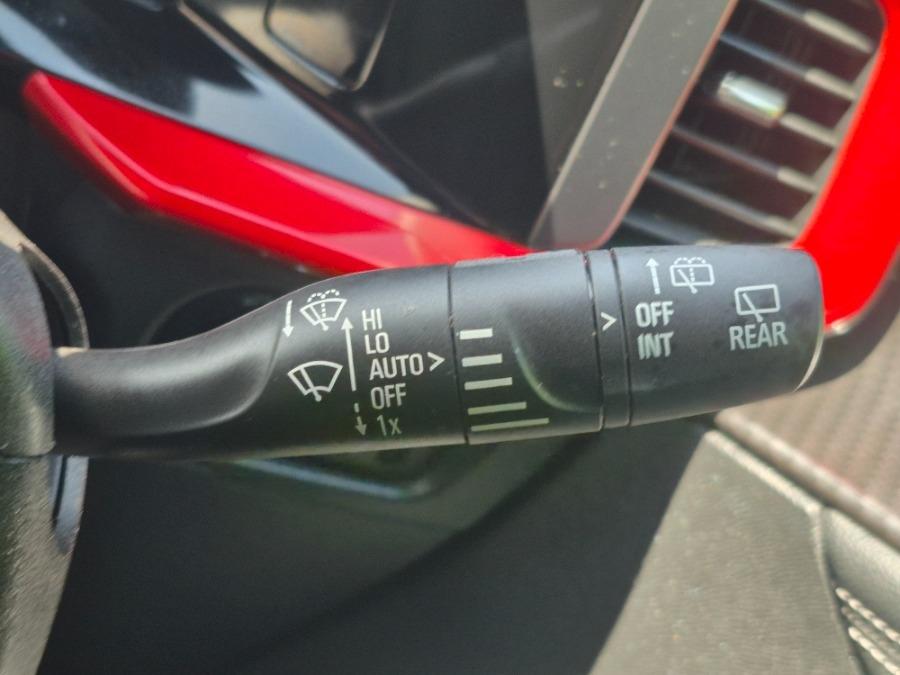 HI
LO
AUTO >
OFF
1x
> OFF
INT
REAR